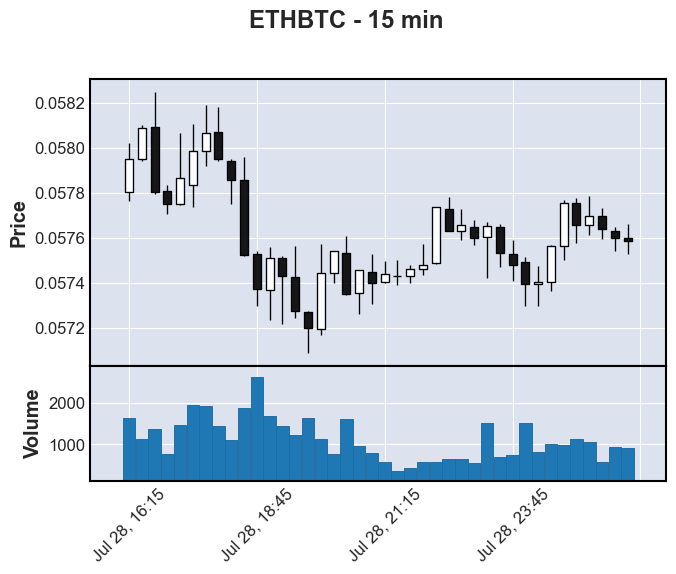 ETHBTC - 15 min
Price
0.0582
0.0580
0.0578
0.0576
0.0574
0.0572
Volume
2000
1000
Jul 28, 16:15
Jul 28, 18:45
Jul 28, 21:15
Jul 28, 23:45